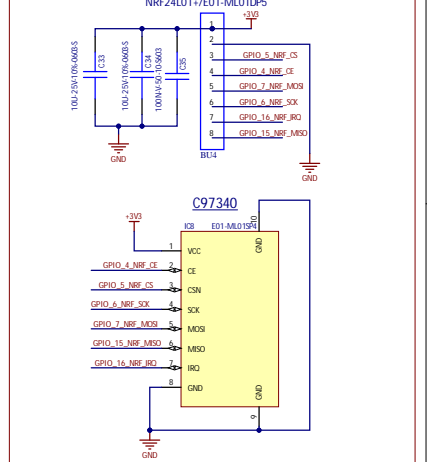 NRF24L01+/E01-ML01DP5
+3V3
1
2
3 GPIO_5_NRF_CS
4 GPIO_4_NRF_CE
5 GPIO_7_NRF_MOSI
6 GPIO_6_NRF_SCK
7 GPIO_16_NRF_IRQ
8 GPIO_15_NRF_MISO
BU4
10U-25V-10%-0603-S
C33
10U-25V-10%-0603-S
C34
100N-V-50-10-S603
C35
GND
GND
C97340
+3V3
IC8 E01-ML01SP4
10
GND
1 VCC
GPIO_4_NRF_CE 2 CE
GPIO_5_NRF_CS 3 CSN
GPIO_6_NRF_SCK 4 SCK
GPIO_7_NRF_MOSI 5 MOSI
GPIO_15_NRF_MISO 6 MISO
GPIO_16_NRF_IRQ 7 IRQ
8 GND
GND
9
GND